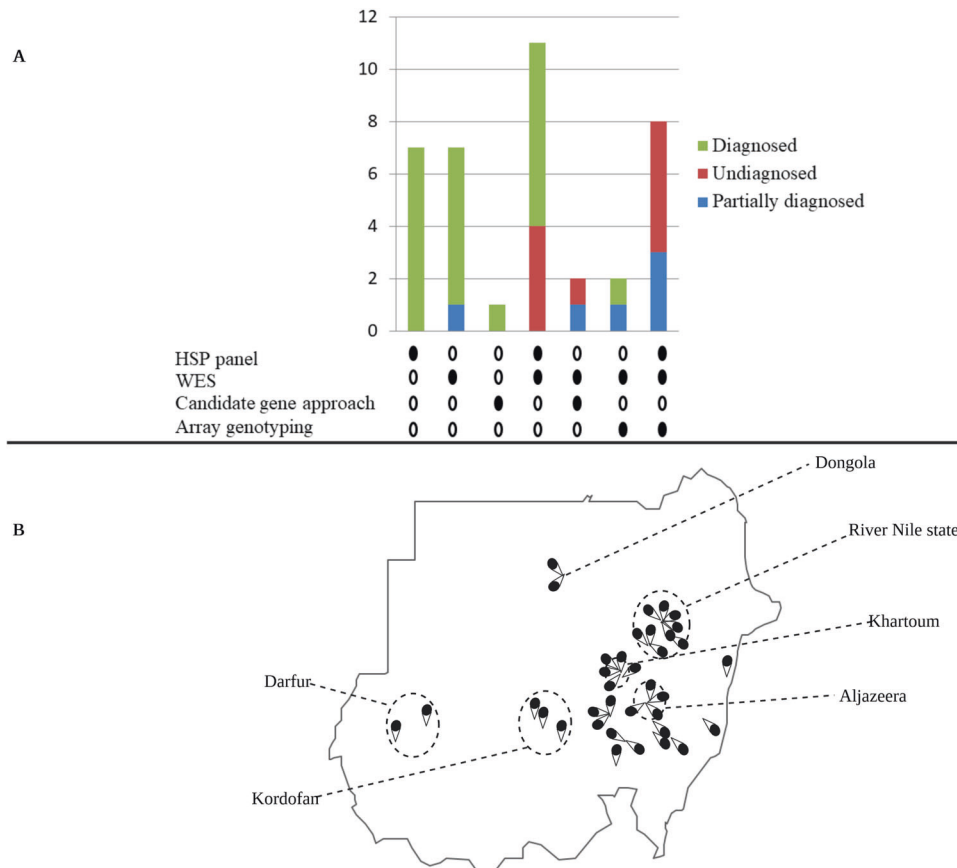 A
12
10
8
6
4
2
0
Diagnosed
Undiagnosed
Partially diagnosed
HSP panel
WES
Candidate gene approach
Array genotyping
B
Dongola
River Nile state
Khartoum
Darfur
Aljazeera
Kordofan